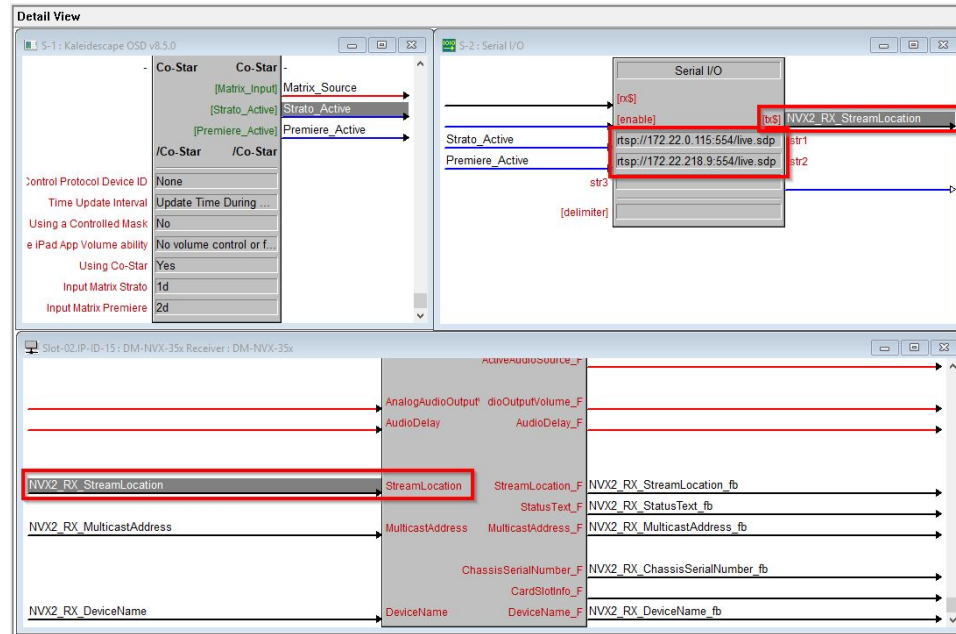 Detail View
S-1 : Kaleidescape OSD v8.5.0
- Co-Star Co-Star -
[Matrix_Input] Matrix_Source
[Strato_Active] Strato_Active
[Premiere_Active] Premiere_Active
/Co-Star /Co-Star
Control Protocol Device ID None
Time Update Interval Update Time During ...
Using a Controlled Mask No
e iPad App Volume ability No volume control or f...
Using Co-Star Yes
Input Matrix Strato 1d
Input Matrix Premiere 2d
S-2 : Serial I/O
Serial I/O
[rx$]
[enable] [tx$] NVX2_RX_StreamLocation
Strato_Active rtsp://172.22.0.115:554/live.sdp str1
Premiere_Active rtsp://172.22.218.9:554/live.sdp str2
str3
[delimiter]
Slot-02.IP-ID-15 : DM-NVX-35x Receiver : DM-NVX-35x
ActiveAudioSource_F
AnalogAudioOutput dioOutputVolume_F
AudioDelay AudioDelay_F
NVX2_RX_StreamLocation StreamLocation StreamLocation_F NVX2_RX_StreamLocation_fb
StatusText_F NVX2_RX_StatusText_fb
NVX2_RX_MulticastAddress MulticastAddress MulticastAddress_F NVX2_RX_MulticastAddress_fb
ChassisSerialNumber_F NVX2_RX_ChassisSerialNumber_fb
CardSlotInfo_F
NVX2_RX_DeviceName DeviceName DeviceName_F NVX2_RX_DeviceName_fb